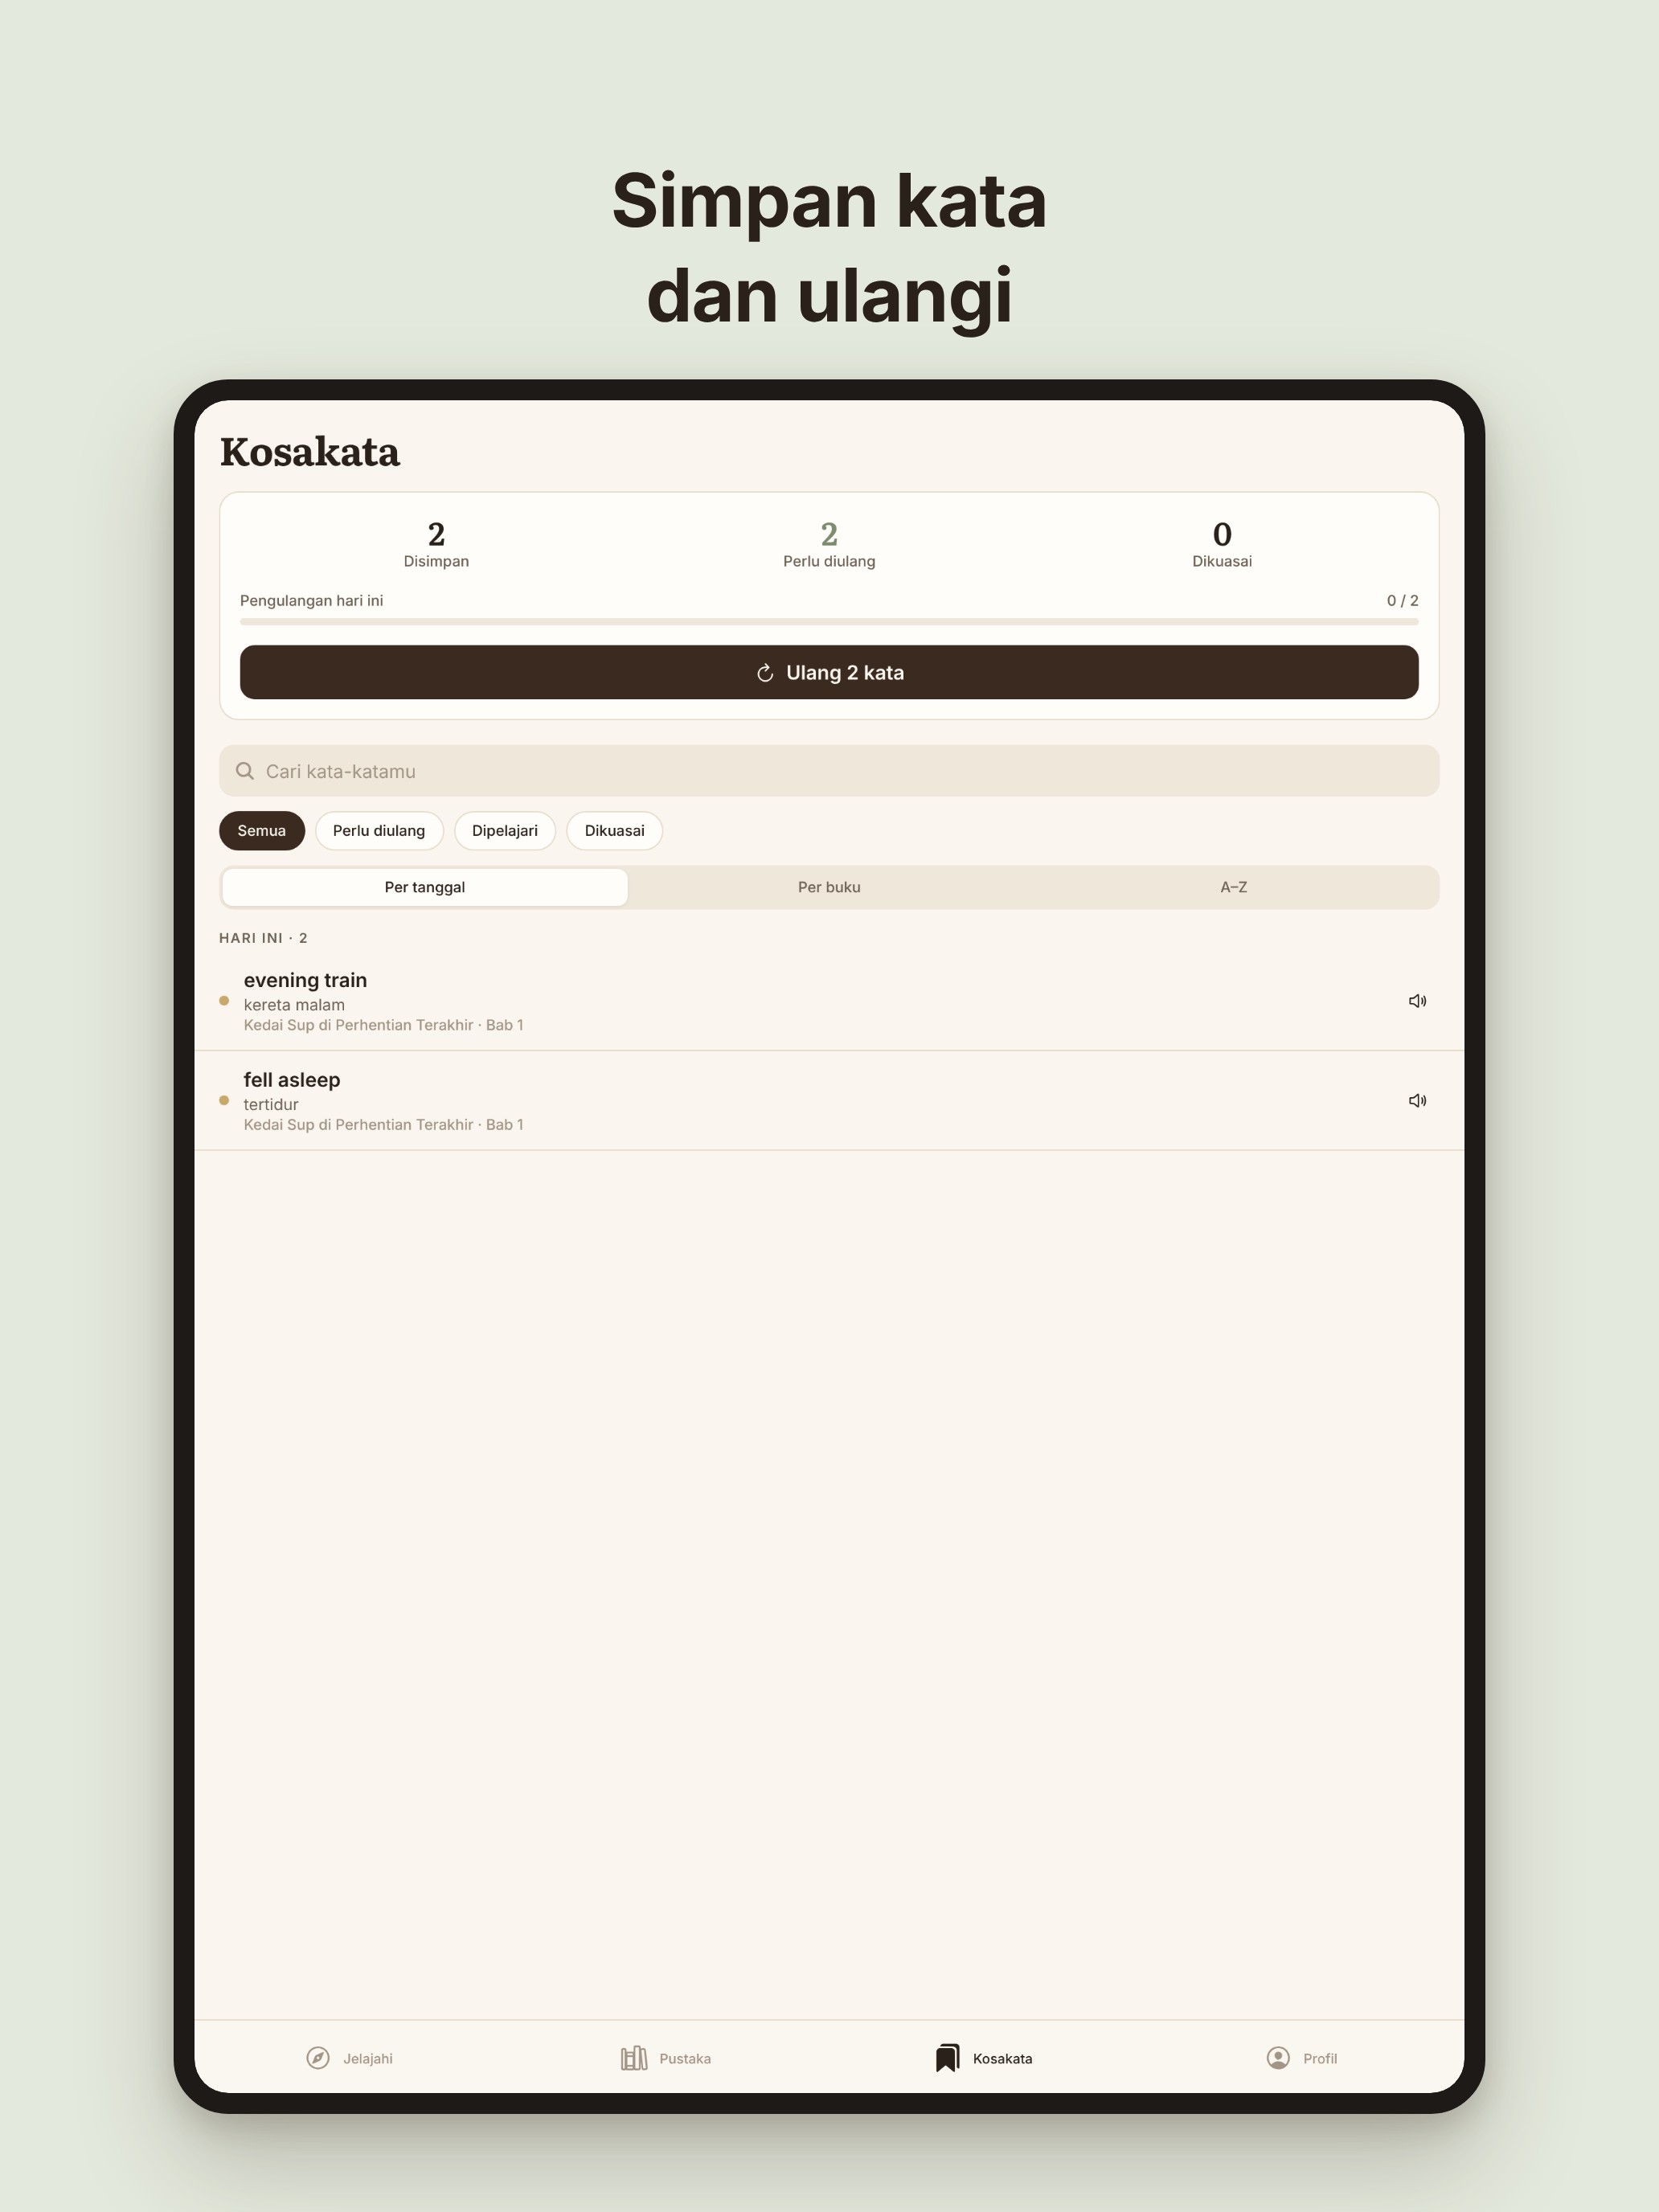 Simpan kata
dan ulangi
Kosakata
2
Disimpan
2
Perlu diulang
0
Dikuasai
Pengulangan hari ini
0 / 2
Ulang 2 kata
Cari kata-katamu
Semua
Perlu diulang
Dipelajari
Dikuasai
Per tanggal
Per buku
A–Z
HARI INI · 2
evening train
kereta malam
Kedai Sup di Perhentian Terakhir · Bab 1
fell asleep
tertidur
Kedai Sup di Perhentian Terakhir · Bab 1
Jelajahi
Pustaka
Kosakata
Profil